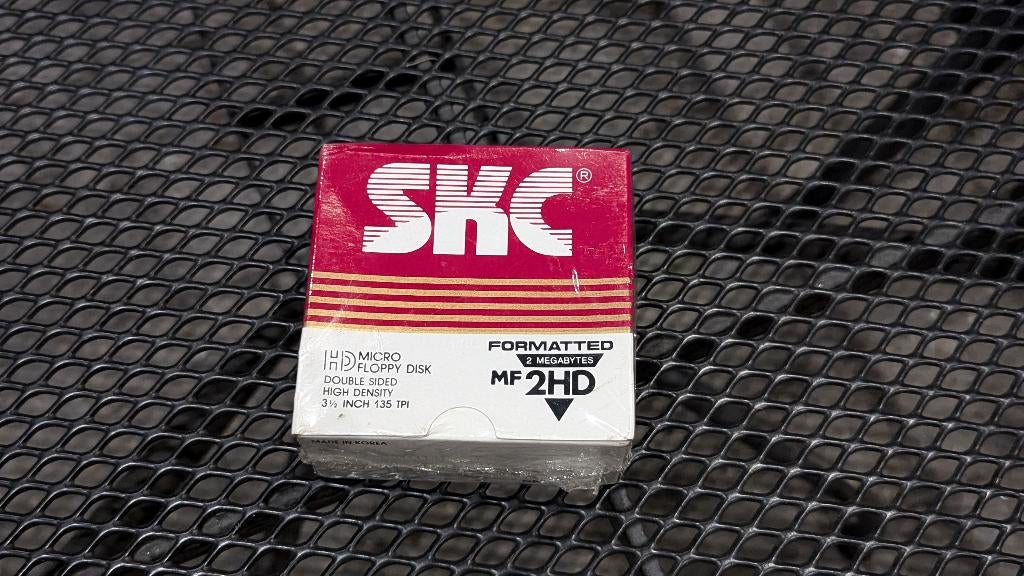 SKC®
HD MICRO
FLOPPY DISK
DOUBLE SIDED
HIGH DENSITY
3½ INCH 135 TPI
FORMATTED
2 MEGABYTES
MF 2HD
MADE IN KOREA